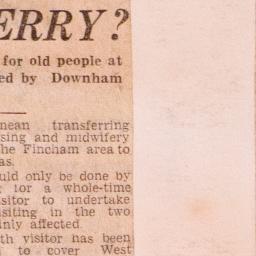 ERRY?
for old people at
ed by Downham
nean transferring
sing and midwifery
he Fincham area to
as.
uld only be done by
for a whole-time
sitor to undertake
isiting in the two
inly affected.
th visitor has been
to cover West